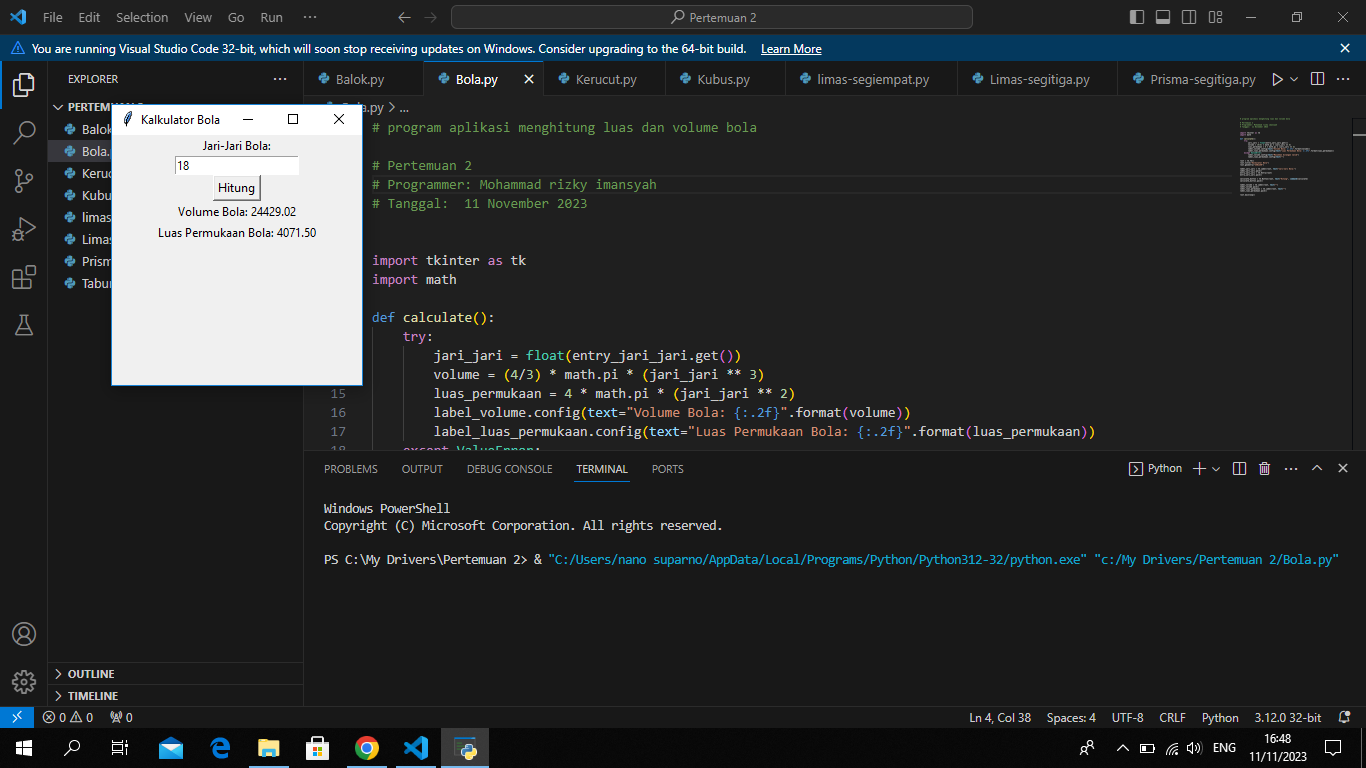 File Edit Selection View Go Run ··· Pertemuan 2
You are running Visual Studio Code 32-bit, which will soon stop receiving updates on Windows. Consider upgrading to the 64-bit build. Learn More
EXPLORER ···
Balok.py Bola.py Kerucut.py Kubus.py limas-segiempat.py Limas-segitiga.py Prisma-segitiga.py ···
PERTEM
Balok
Bola.
Keruc
Kubu
limas
Limas
Prism
Tabu
OUTLINE
TIMELINE
Kalkulator Bola
Jari-Jari Bola:
18
Hitung
Volume Bola: 24429.02
Luas Permukaan Bola: 4071.50
.py > ...
# program aplikasi menghitung luas dan volume bola
# Pertemuan 2
# Programmer: Mohammad rizky imansyah
# Tanggal:  11 November 2023
import tkinter as tk
import math
def calculate():
try:
jari_jari = float(entry_jari_jari.get())
volume = (4/3) * math.pi * (jari_jari ** 3)
15 luas_permukaan = 4 * math.pi * (jari_jari ** 2)
16 label_volume.config(text="Volume Bola: {:.2f}".format(volume))
17 label_luas_permukaan.config(text="Luas Permukaan Bola: {:.2f}".format(luas_permukaan))
18 except ValueError:
PROBLEMS OUTPUT DEBUG CONSOLE TERMINAL PORTS Python ···
Windows PowerShell
Copyright (C) Microsoft Corporation. All rights reserved.
PS C:\My Drivers\Pertemuan 2> & "C:/Users/nano suparno/AppData/Local/Programs/Python/Python312-32/python.exe" "c:/My Drivers/Pertemuan 2/Bola.py"
0 0 0 Ln 4, Col 38 Spaces: 4 UTF-8 CRLF Python 3.12.0 32-bit
ENG 16:48
11/11/2023